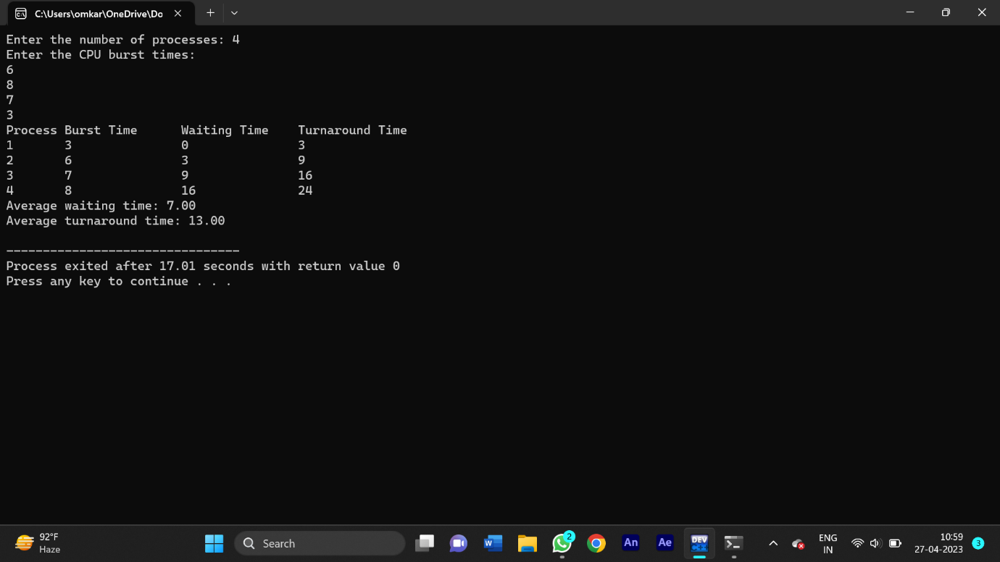 C:\Users\omkar\OneDrive\Do
Enter the number of processes: 4
Enter the CPU burst times:
6
8
7
3
Process Burst Time      Waiting Time    Turnaround Time
1       3               0               3
2       6               3               9
3       7               9               16
4       8               16              24
Average waiting time: 7.00
Average turnaround time: 13.00
--------------------------------
Process exited after 17.01 seconds with return value 0
Press any key to continue . . .
92°F
Haze
Search
W
2
An
Ae
DEV
C++
ENG
IN
10:59
27-04-2023
3